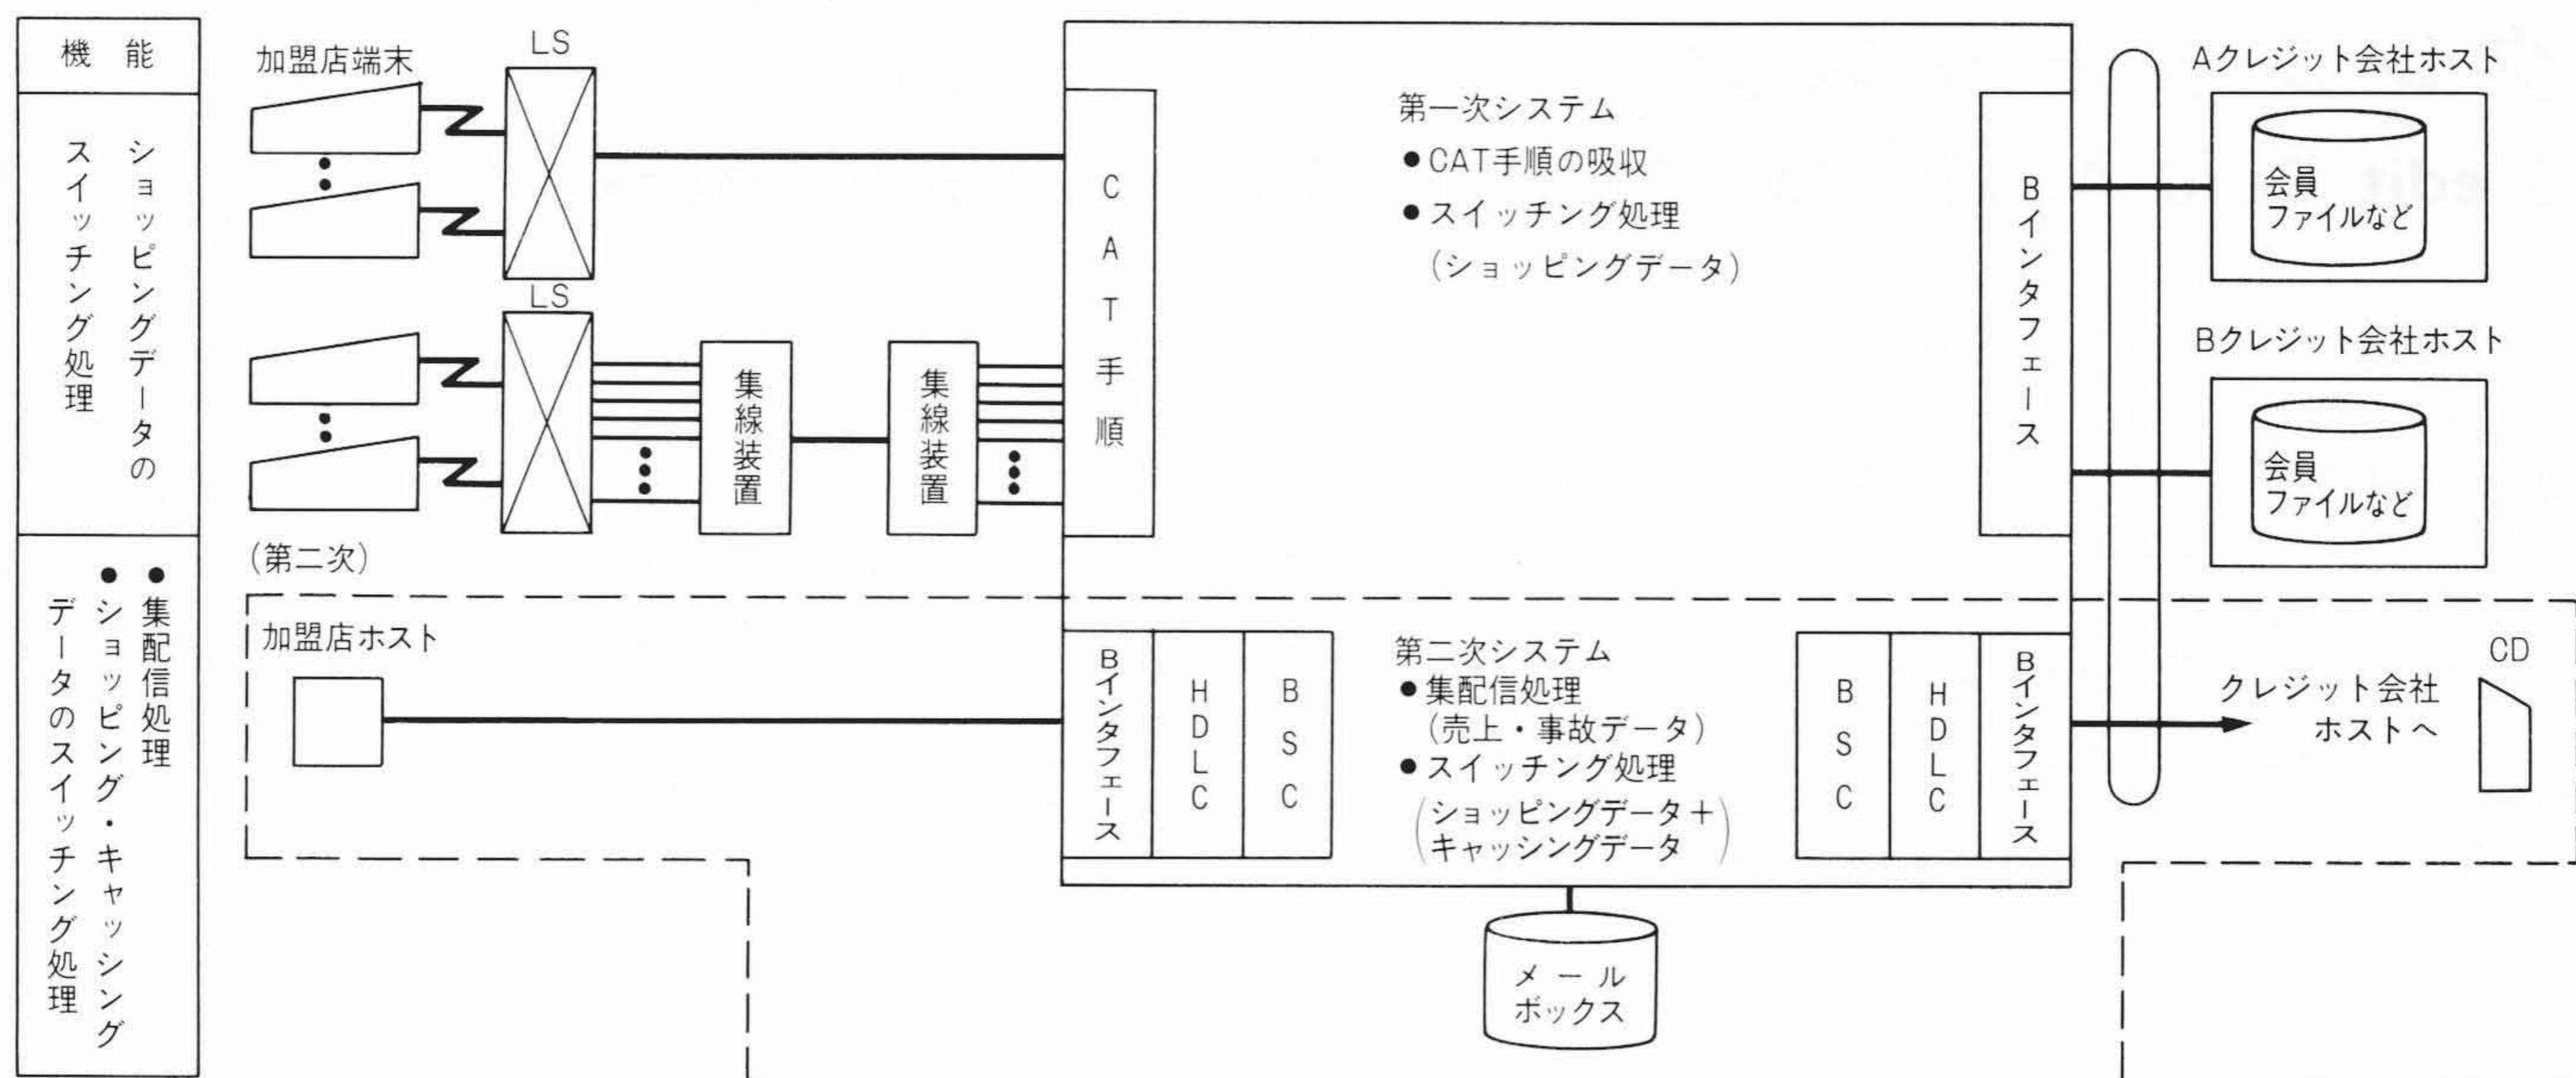 機 能
ショッピングデータの
スイッチング処理
● 集配信処理
● ショッピング・キャッシング
データのスイッチング処理
加盟店端末
LS
LS
集線装置
集線装置
CAT手順
第一次システム
● CAT手順の吸収
● スイッチング処理
(ショッピングデータ)
Bインタフェース
Aクレジット会社ホスト
会員
ファイルなど
Bクレジット会社ホスト
会員
ファイルなど
(第二次)
加盟店ホスト
Bインタフェース
HDLC
BSC
第二次システム
● 集配信処理
(売上・事故データ)
● スイッチング処理
(ショッピングデータ+
キャッシングデータ)
BSC
HDLC
Bインタフェース
クレジット会社
ホストへ
CD
メール
ボックス